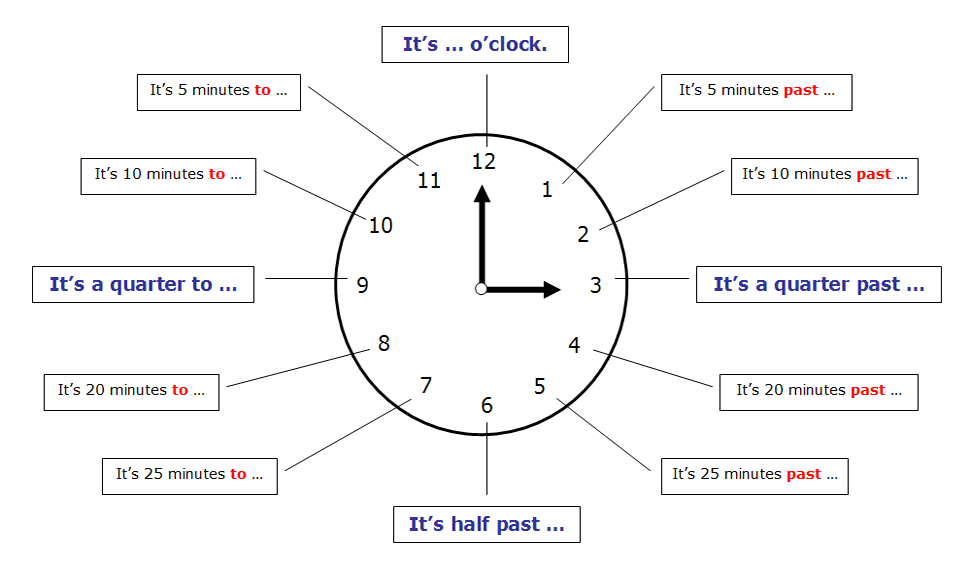 It's ... o'clock.
It's 5 minutes to ...
It's 5 minutes past ...
12
11
1
It's 10 minutes to ...
It's 10 minutes past ...
10
2
It's a quarter to ...
9
3
It's a quarter past ...
8
4
It's 20 minutes to ...
7
5
It's 20 minutes past ...
6
It's 25 minutes to ...
It's 25 minutes past ...
It's half past ...